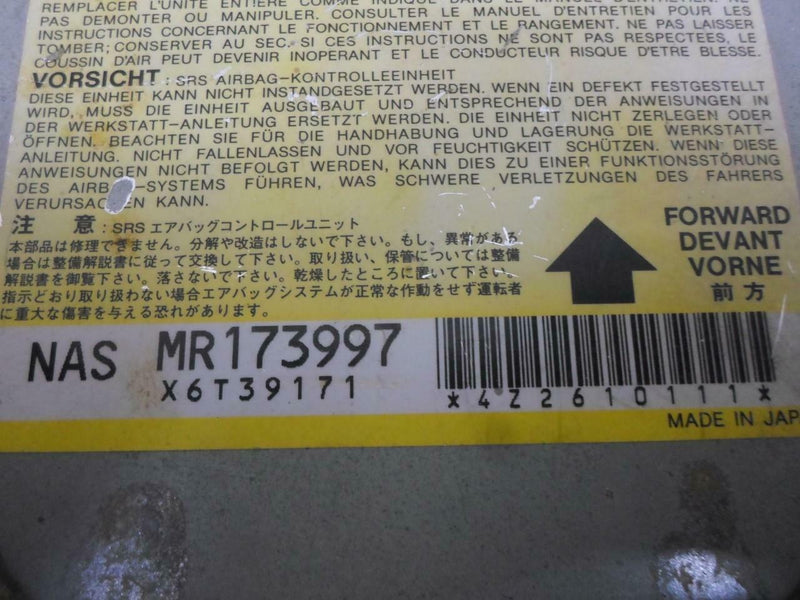 REMPLACER L'UNITE ENTIERE COMME INDIQUE DANS LE MANUEL D'ENTRETIEN. NE
PAS DEMONTER OU MANIPULER. CONSULTER LE MANUEL D'ENTRETIEN POUR LES
INSTRUCTIONS CONCERNANT LE FONCTIONNEMENT ET LE RANGEMENT. NE PAS LAISSER
TOMBER; CONSERVER AU SEC. SI CES INSTRUCTIONS NE SONT PAS RESPECTEES, LE
COUSSIN D'AIR PEUT DEVENIR INOPERANT ET LE CONDUCTEUR RISQUE D'ETRE BLESSE.
VORSICHT : SRS AIRBAG-KONTROLLEEINHEIT
DIESE EINHEIT KANN NICHT INSTANDGESETZT WERDEN. WENN EIN DEFEKT FESTGESTELLT
WIRD, MUSS DIE EINHEIT AUSGEBAUT UND ENTSPRECHEND DER ANWEISUNGEN IN
DER WERKSTATT-ANLEITUNG ERSETZT WERDEN. DIE EINHEIT NICHT ZERLEGEN ODER
ÖFFNEN. BEACHTEN SIE FÜR DIE HANDHABUNG UND LAGERUNG DIE WERKSTATT-
ANLEITUNG. NICHT FALLENLASSEN UND VOR FEUCHTIGKEIT SCHÜTZEN. WENN DIESE
ANWEISUNGEN NICHT BEFOLGT WERDEN, KANN DIES ZU EINER FUNKTIONSSTÖRUNG
DES AIRBAG-SYSTEMS FÜHREN, WAS SCHWERE VERLETZUNGEN DES FAHRERS
VERURSACHEN KANN.
注 意 : SRS エアバッグコントロールユニット
本部品は修理できません。分解や改造はしないで下さい。もし、異常がある
場合は整備解説書に従って交換して下さい。取り扱い、保管については整備
解説書を御覧下さい。落さないで下さい。乾燥したところに置いて下さい。
指示どおり取り扱わない場合エアバッグシステムが正常な作動をせず運転者
に重大な傷害を与える恐れがあります。
FORWARD
DEVANT
VORNE
前方
NAS MR173997
X6T39171
*4Z2610111*
MADE IN JAP